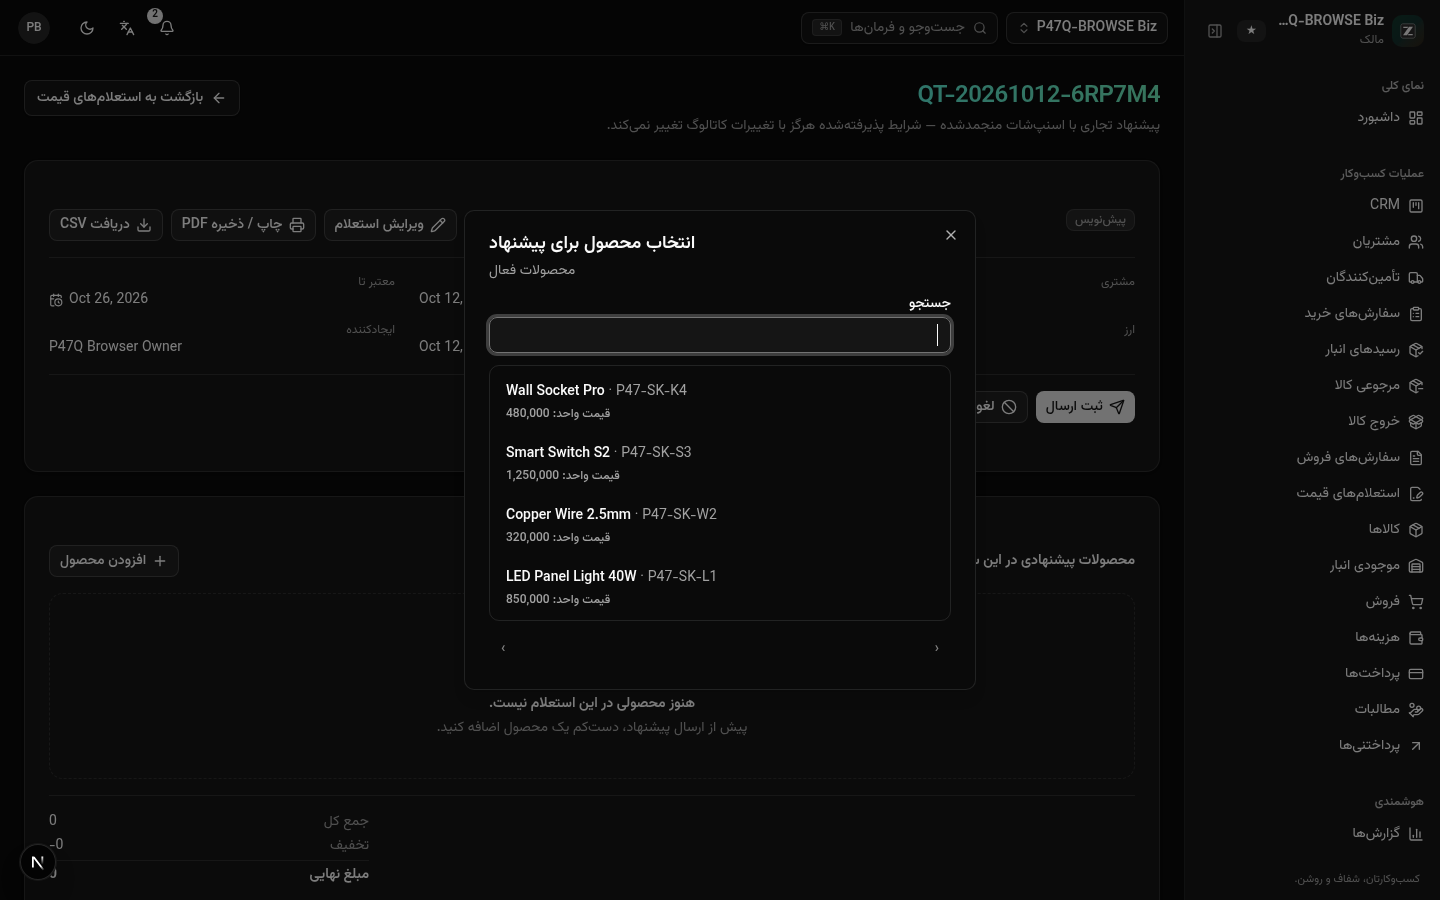 …Q-BROWSE Biz
مالک
نمای کلی
داشبورد
عملیات کسب‌وکار
CRM
مشتریان
تأمین‌کنندگان
سفارش‌های خرید
رسیدهای انبار
مرجوعی کالا
خروج کالا
سفارش‌های فروش
استعلام‌های قیمت
کالاها
موجودی انبار
فروش
هزینه‌ها
پرداخت‌ها
مطالبات
پرداختنی‌ها
هوشمندی
گزارش‌ها
کسب‌وکارتان، شفاف و روشن.
P47Q-BROWSE Biz
جست‌وجو و فرمان‌ها
⌘K
2
PB
QT-20261012-6RP7M4
بازگشت به استعلام‌های قیمت
پیشنهاد تجاری با اسنپ‌شات منجمدشده — شرایط پذیرفته‌شده هرگز با تغییرات کاتالوگ تغییر نمی‌کند.
پیش‌نویس
ویرایش استعلام
چاپ / ذخیره PDF
دریافت CSV
مشتری
معتبر تا
Oct 12,
Oct 26, 2026
ارز
ایجادکننده
Oct 12,
P47Q Browser Owner
ثبت ارسال
لغو
انتخاب محصول برای پیشنهاد
محصولات فعال
جستجو
Wall Socket Pro · P47-SK-K4
قیمت واحد: 480,000
Smart Switch S2 · P47-SK-S3
قیمت واحد: 1,250,000
Copper Wire 2.5mm · P47-SK-W2
قیمت واحد: 320,000
LED Panel Light 40W · P47-SK-L1
قیمت واحد: 850,000
محصولات پیشنهادی در این
افزودن محصول
هنوز محصولی در این استعلام نیست.
پیش از ارسال پیشنهاد، دست‌کم یک محصول اضافه کنید.
جمع کل
0
تخفیف
-0
مبلغ نهایی
N